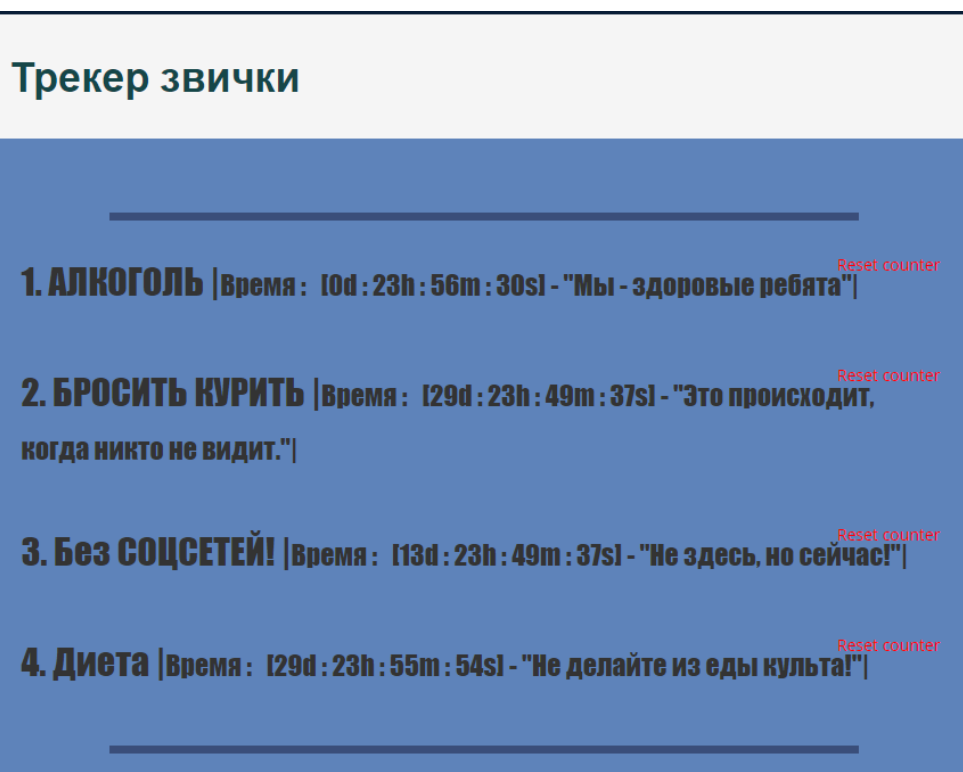 Трекер звички
Reset counter
1. АЛКОГОЛЬ |Время : [0d : 23h : 56m : 30s] - "Мы - здоровые ребята"|
Reset counter
2. БРОСИТЬ КУРИТЬ |Время : [29d : 23h : 49m : 37s] - "Это происходит,
когда никто не видит."|
Reset counter
3. Без СОЦСЕТЕЙ! |Время : [13d : 23h : 49m : 37s] - "Не здесь, но сейчас!"|
Reset counter
4. Диета |Время : [29d : 23h : 55m : 54s] - "Не делайте из еды культа!"|